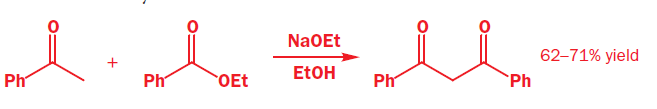 O O O O
NaOEt
62–71% yield
+
EtOH
Ph Ph OEt Ph Ph